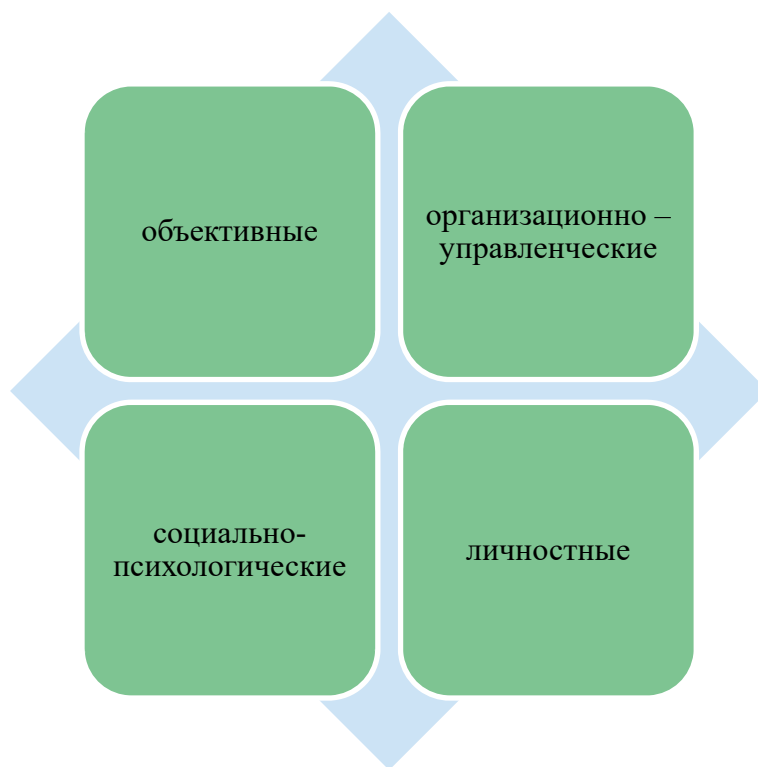 объективные
организационно –
управленческие
социально-
психологические
личностные